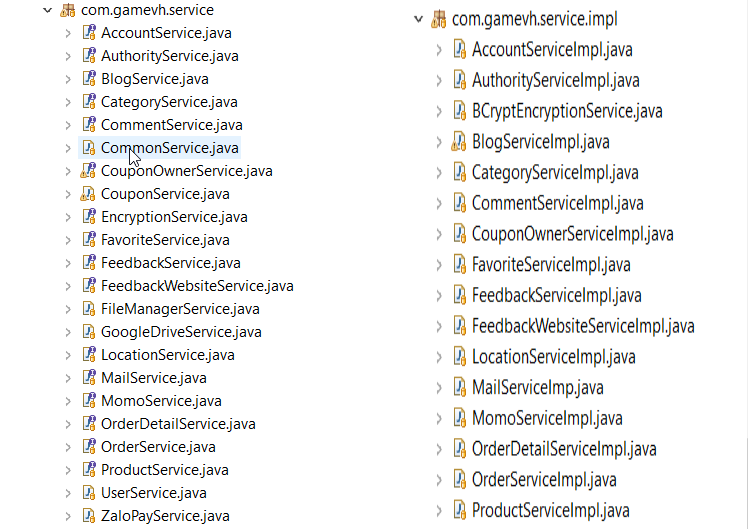 com.gamevh.service
AccountService.java
AuthorityService.java
BlogService.java
CategoryService.java
CommentService.java
CommonService.java
CouponOwnerService.java
CouponService.java
EncryptionService.java
FavoriteService.java
FeedbackService.java
FeedbackWebsiteService.java
FileManagerService.java
GoogleDriveService.java
LocationService.java
MailService.java
MomoService.java
OrderDetailService.java
OrderService.java
ProductService.java
UserService.java
ZaloPayService.java
com.gamevh.service.impl
AccountServiceImpl.java
AuthorityServiceImpl.java
BCryptEncryptionService.java
BlogServiceImpl.java
CategoryServiceImpl.java
CommentServiceImpl.java
CouponOwnerServiceImpl.java
FavoriteServiceImpl.java
FeedbackServiceImpl.java
FeedbackWebsiteServiceImpl.java
LocationServiceImpl.java
MailServiceImp.java
MomoServiceImpl.java
OrderDetailServiceImpl.java
OrderServiceImpl.java
ProductServiceImpl.java